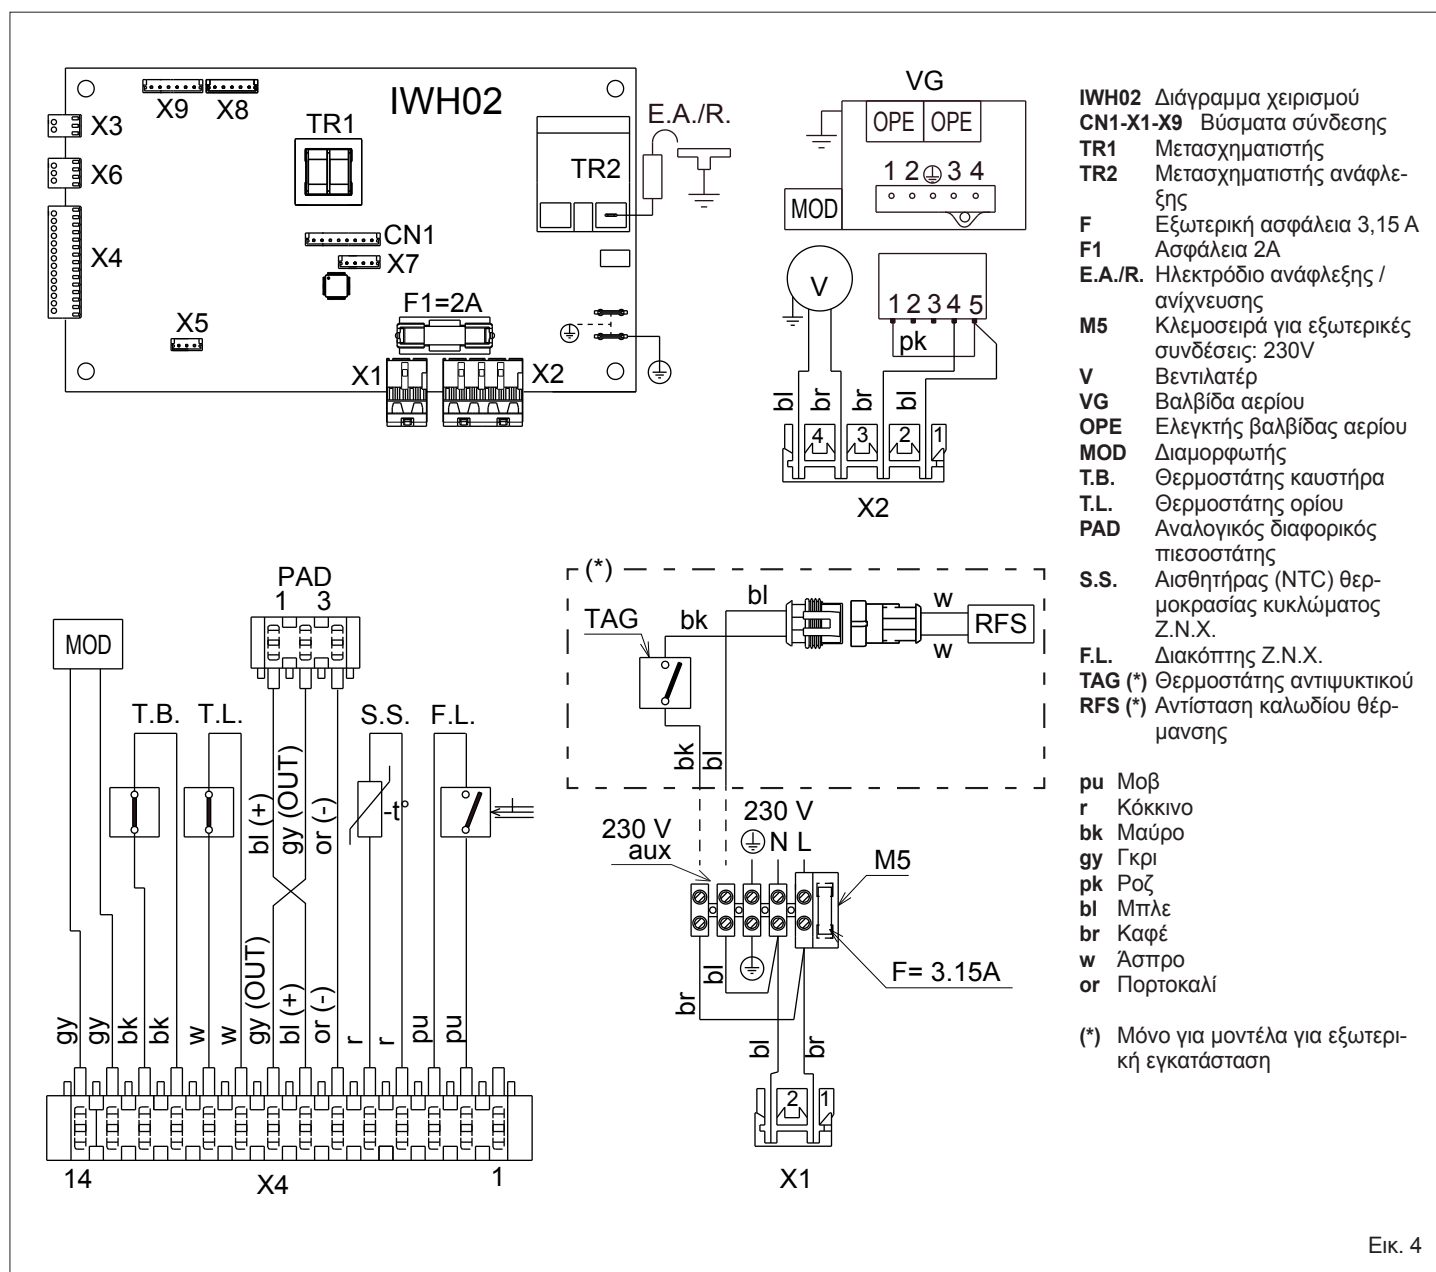 IWH02
X9 X8
X3
TR1
E.A./R.
X6
TR2
X4
CN1
X7
F1=2A
X5
X1
X2
VG
OPE OPE
1 2 3 4
MOD
V
1 2 3 4 5
pk
bl
br
br
bl
4 3 2 1
X2
PAD
1 3
MOD
T.B. T.L. S.S. F.L.
bl (+)
gy (OUT)
or (-)
-t°
gy
gy
bk
bk
w
w
gy (OUT)
bl (+)
or (-)
r
r
pu
pu
14
X4
1
(*)
TAG
bk
bl
w
w
RFS
bk
bl
230 V
aux
230 V
N L
M5
F= 3.15A
br
bl
bl
br
2 1
X1
IWH02 Διάγραμμα χειρισμού
CN1-X1-X9 Βύσματα σύνδεσης
TR1 Μετασχηματιστής
TR2 Μετασχηματιστής ανάφλε-
ξης
F Εξωτερική ασφάλεια 3,15 A
F1 Ασφάλεια 2A
E.A./R. Ηλεκτρόδιο ανάφλεξης /
ανίχνευσης
M5 Κλεμοσειρά για εξωτερικές
συνδέσεις: 230V
V Βεντιλατέρ
VG Βαλβίδα αερίου
OPE Ελεγκτής βαλβίδας αερίου
MOD Διαμορφωτής
T.B. Θερμοστάτης καυστήρα
T.L. Θερμοστάτης ορίου
PAD Αναλογικός διαφορικός
πιεσοστάτης
S.S. Αισθητήρας (NTC) θερ-
μοκρασίας κυκλώματος
Ζ.Ν.Χ.
F.L. Διακόπτης Ζ.Ν.Χ.
TAG (*) Θερμοστάτης αντιψυκτικού
RFS (*) Αντίσταση καλωδίου θέρ-
μανσης
pu Μοβ
r Κόκκινο
bk Μαύρο
gy Γκρι
pk Ροζ
bl Μπλε
br Καφέ
w Άσπρο
or Πορτοκαλί
(*) Μόνο για μοντέλα για εξωτερι-
κή εγκατάσταση
Εικ. 4